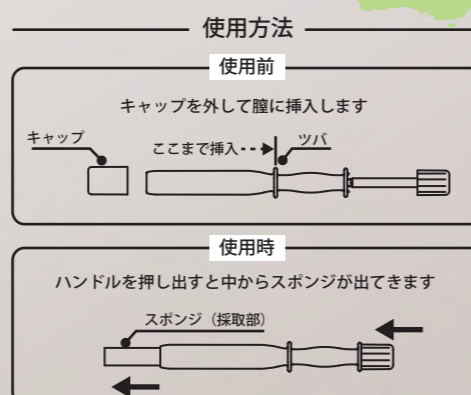 使用方法
使用前
キャップを外して膣に挿入します
キャップ
ここまで挿入
ツバ
使用時
ハンドルを押し出すと中からスポンジが出てきます
スポンジ（採取部）